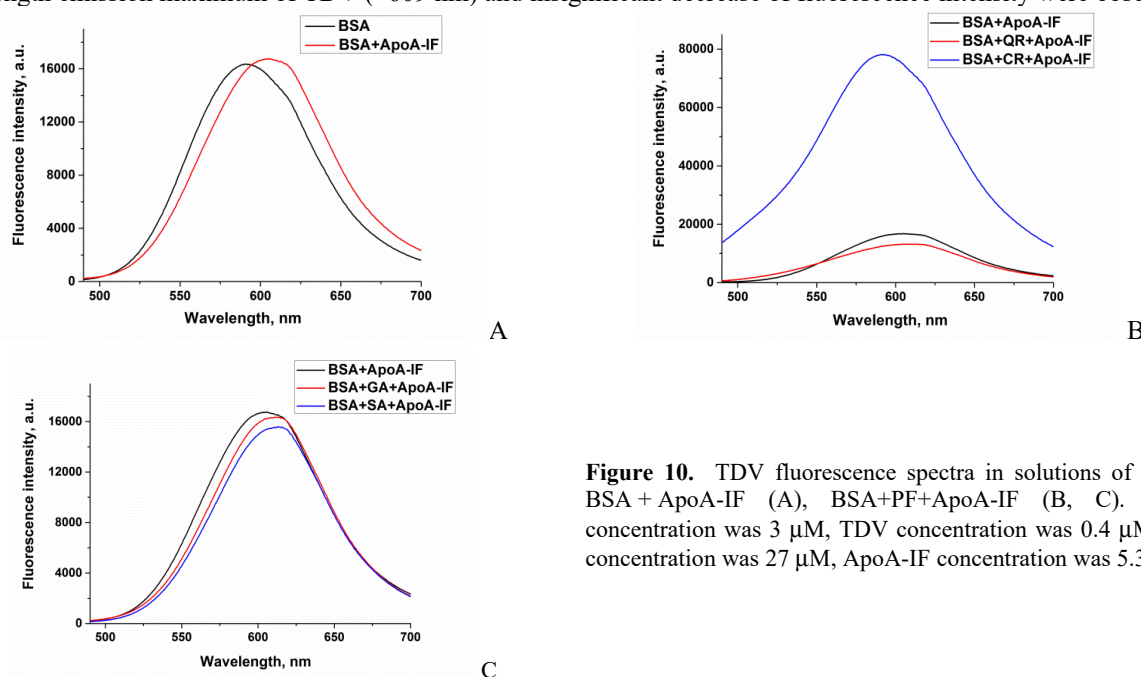 length emission maximum of TDV (~609 nm) and insignificant decrease of fluorescence intensity were
BSA
BSA+ApoA-IF
16000
12000
8000
4000
0
Fluorescence intensity, a.u.
500 550 600 650 700
Wavelength, nm
A
BSA+ApoA-IF
BSA+QR+ApoA-IF
BSA+CR+ApoA-IF
80000
60000
40000
20000
0
Fluorescence intensity, a.u.
500 550 600 650 700
Wavelength, nm
B
BSA+ApoA-IF
BSA+GA+ApoA-IF
BSA+SA+ApoA-IF
16000
12000
8000
4000
0
Fluorescence intensity, a.u.
500 550 600 650 700
Wavelength, nm
C
Figure 10. TDV fluorescence spectra in solutions of
BSA + ApoA-IF (A), BSA+PF+ApoA-IF (B, C).
concentration was 3 μM, TDV concentration was 0.4 μM
concentration was 27 μM, ApoA-IF concentration was 5.3